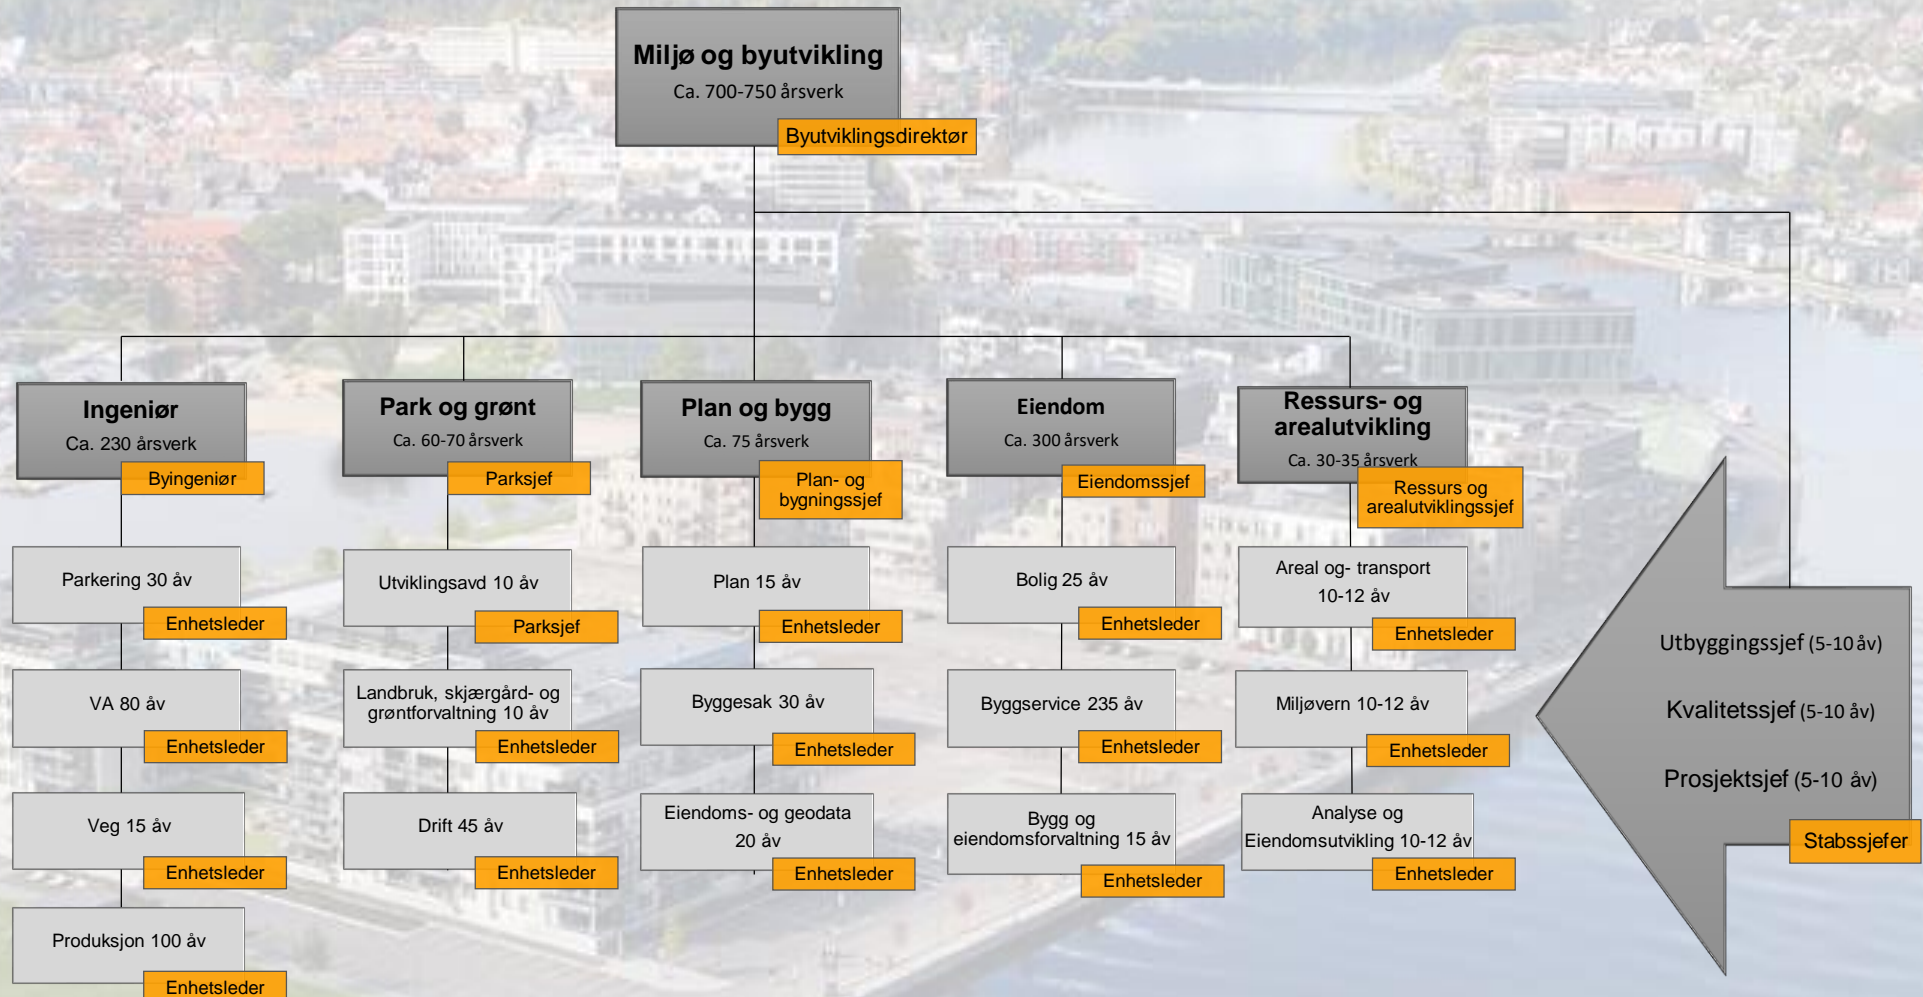 Miljø og byutvikling
Ca. 700-750 årsverk
Byutviklingsdirektør
Ingeniør
Ca. 230 årsverk
Byingeniør
Parkering 30 åv
Enhetsleder
VA 80 åv
Enhetsleder
Veg 15 åv
Enhetsleder
Produksjon 100 åv
Enhetsleder
Park og grønt
Ca. 60-70 årsverk
Parksjef
Utviklingsavd 10 åv
Parksjef
Landbruk, skjærgård- og
grøntforvaltning 10 åv
Enhetsleder
Drift 45 åv
Enhetsleder
Plan og bygg
Ca. 75 årsverk
Plan- og
bygningssjef
Plan 15 åv
Enhetsleder
Byggesak 30 åv
Enhetsleder
Eiendoms- og geodata
20 åv
Enhetsleder
Eiendom
Ca. 300 årsverk
Eiendomssjef
Bolig 25 åv
Enhetsleder
Byggservice 235 åv
Enhetsleder
Bygg og
eiendomsforvaltning 15 åv
Enhetsleder
Ressurs- og
arealutvikling
Ca. 30-35 årsverk
Ressurs og
arealutviklingssjef
Areal og- transport
10-12 åv
Enhetsleder
Miljøvern 10-12 åv
Enhetsleder
Analyse og
Eiendomsutvikling 10-12 åv
Enhetsleder
Utbyggingssjef (5-10 åv)
Kvalitetssjef (5-10 åv)
Prosjektsjef (5-10 åv)
Stabssjefer